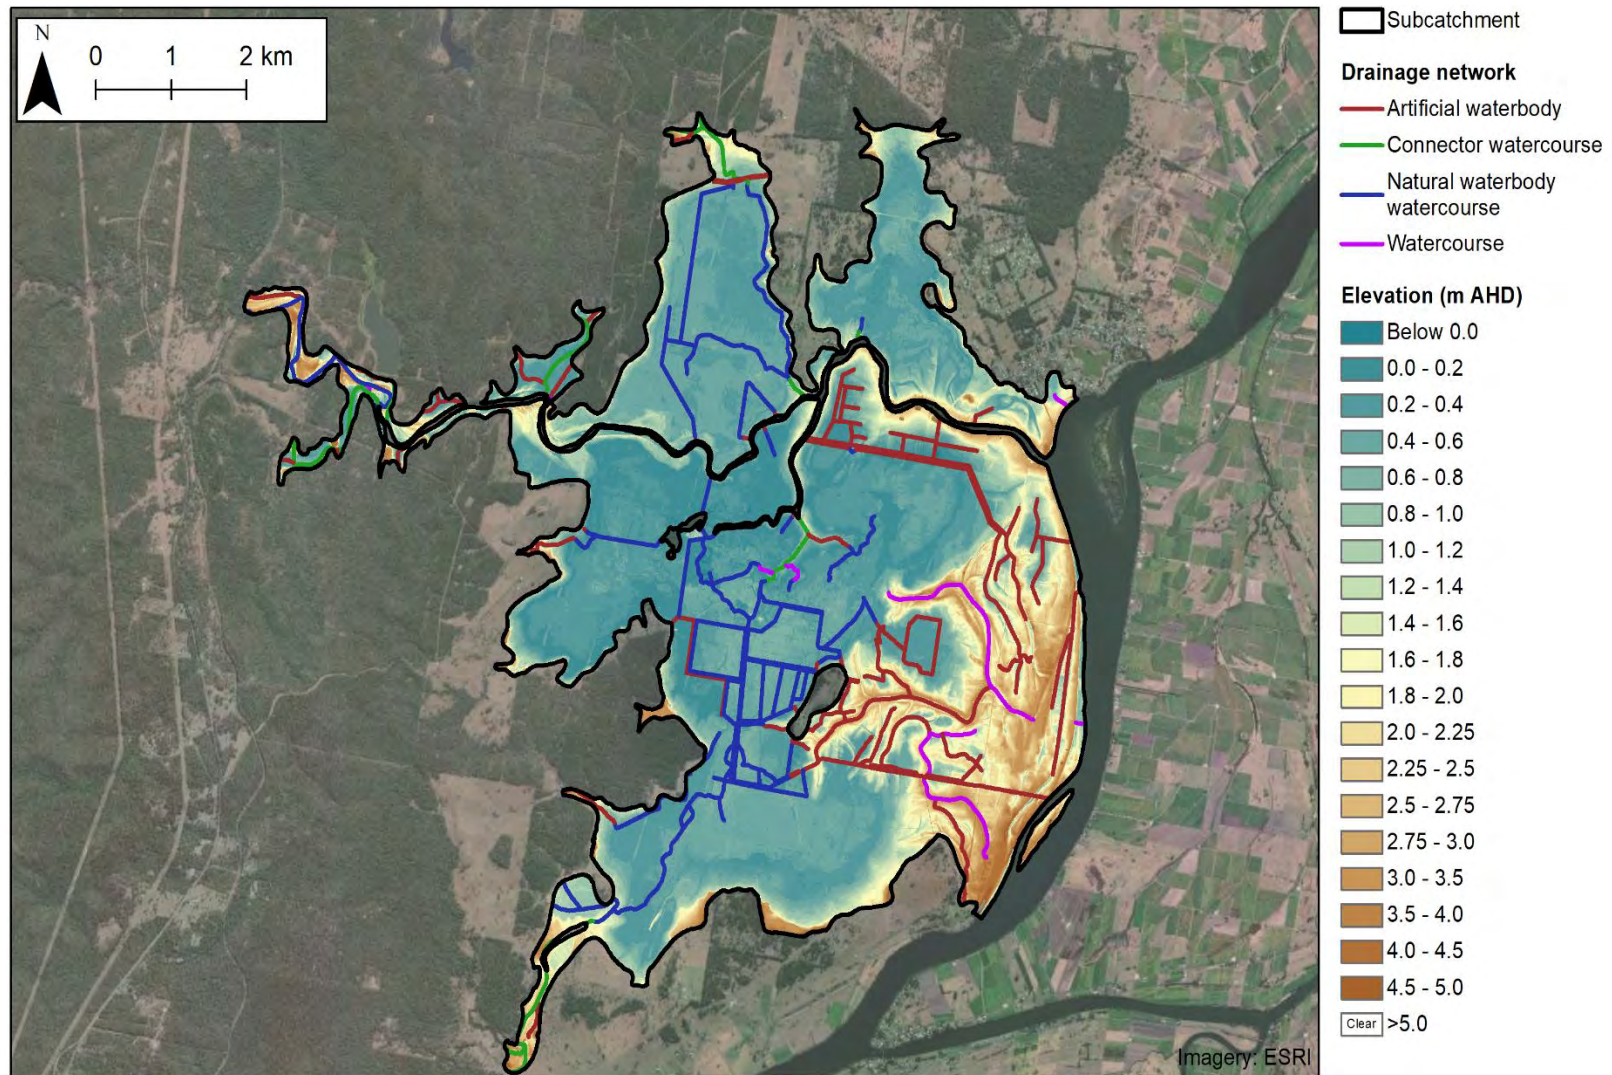 N
0 1 2 km
Subcatchment
Drainage network
Artificial waterbody
Connector watercourse
Natural waterbody
watercourse
Watercourse
Elevation (m AHD)
Below 0.0
0.0 - 0.2
0.2 - 0.4
0.4 - 0.6
0.6 - 0.8
0.8 - 1.0
1.0 - 1.2
1.2 - 1.4
1.4 - 1.6
1.6 - 1.8
1.8 - 2.0
2.0 - 2.25
2.25 - 2.5
2.5 - 2.75
2.75 - 3.0
3.0 - 3.5
3.5 - 4.0
4.0 - 4.5
4.5 - 5.0
Clear >5.0
Imagery: ESRI